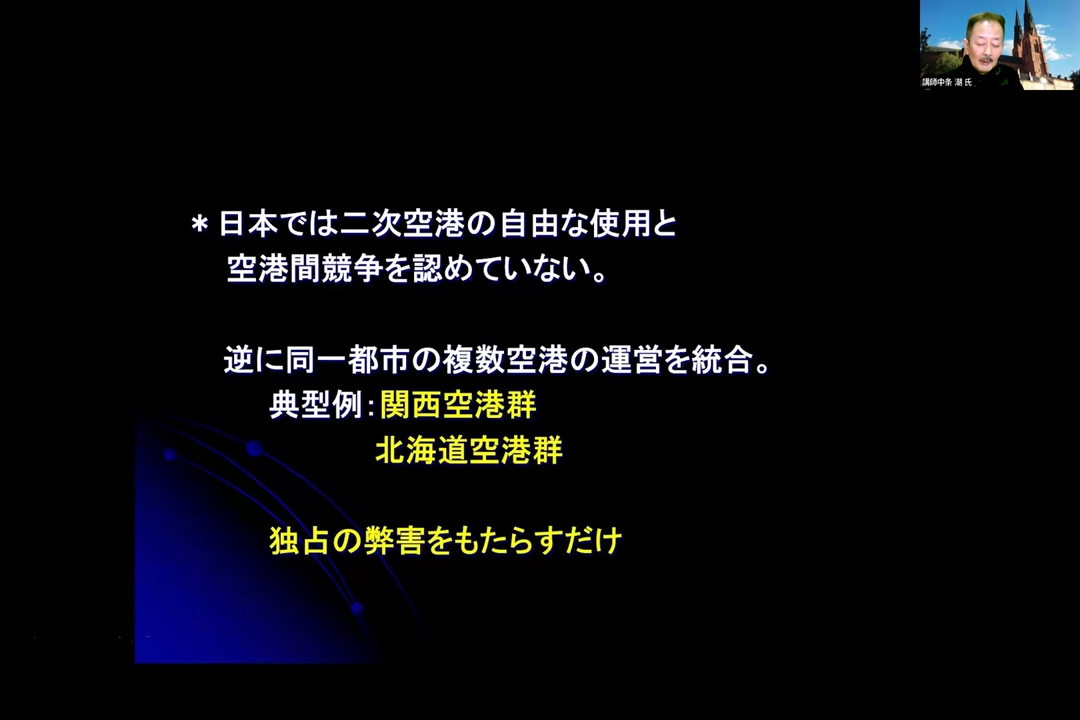 講師中条 潮 氏
＊日本では二次空港の自由な使用と
空港間競争を認めていない。
逆に同一都市の複数空港の運営を統合。
典型例：関西空港群
北海道空港群
独占の弊害をもたらすだけ